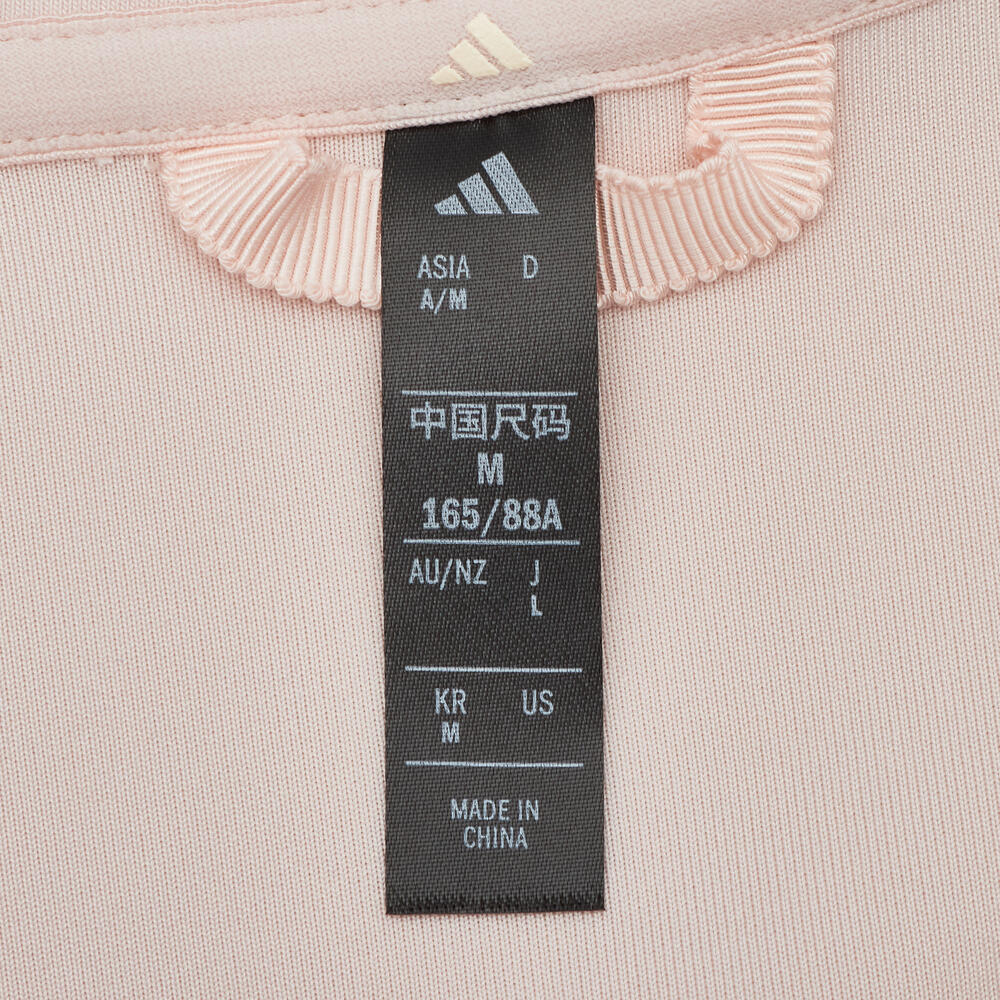 ASIA D
A/M
中国尺码
M
165/88A
AU/NZ J
L
KR US
M
MADE IN
CHINA